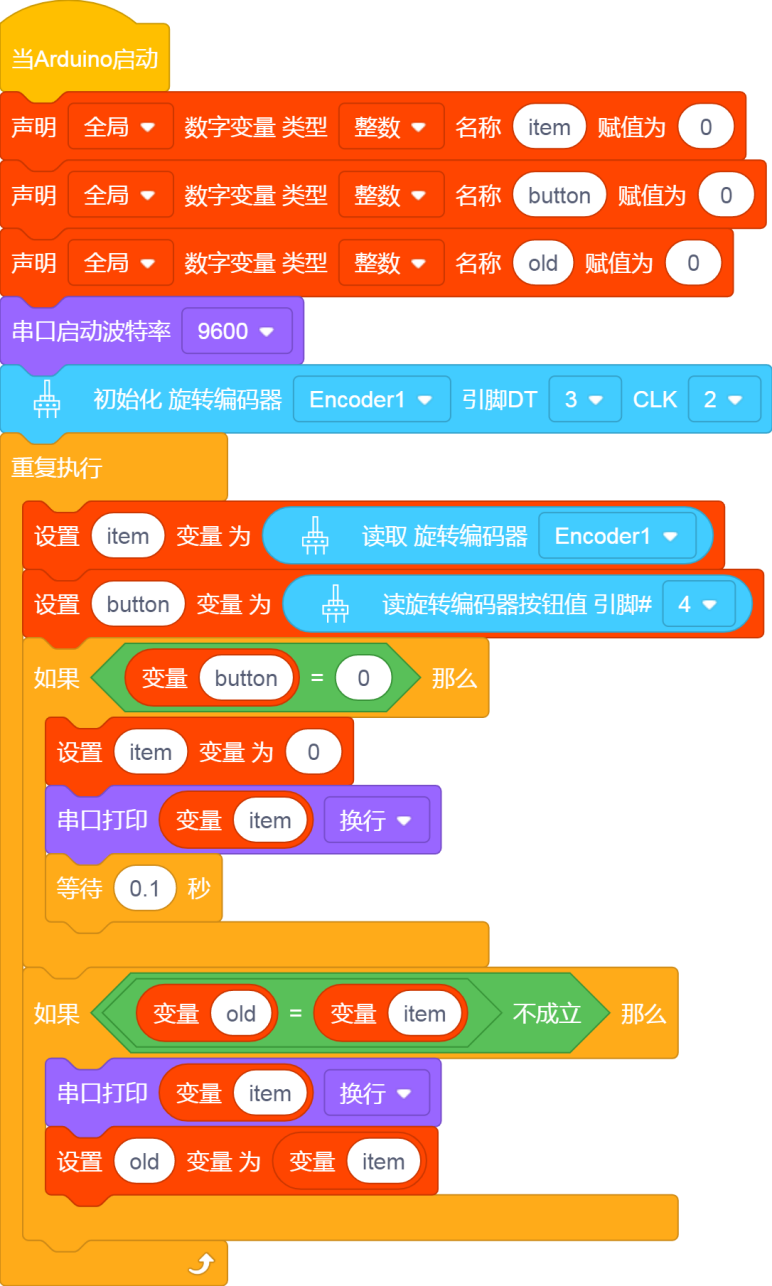 当Arduino启动
声明 全局 数字变量 类型 整数 名称 item 赋值为 0
声明 全局 数字变量 类型 整数 名称 button 赋值为 0
声明 全局 数字变量 类型 整数 名称 old 赋值为 0
串口启动波特率 9600
初始化 旋转编码器 Encoder1 引脚DT 3 CLK 2
重复执行
设置 item 变量 为 读取 旋转编码器 Encoder1
设置 button 变量 为 读旋转编码器按钮值 引脚# 4
如果 变量 button = 0 那么
设置 item 变量 为 0
串口打印 变量 item 换行
等待 0.1 秒
如果 变量 old = 变量 item 不成立 那么
串口打印 变量 item 换行
设置 old 变量 为 变量 item